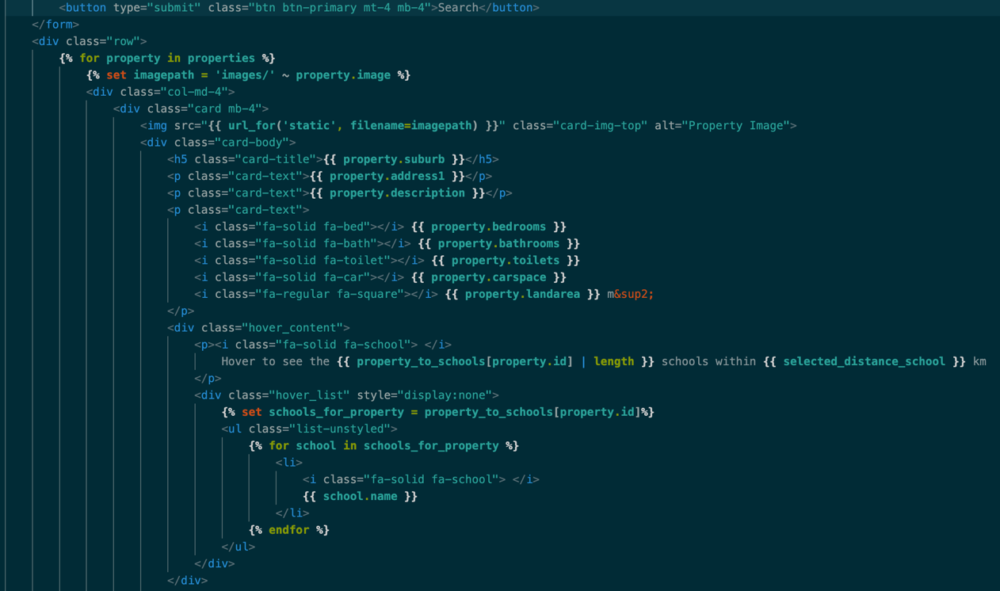 <button type="submit" class="btn btn-primary mt-4 mb-4">Search</button>
</form>
<div class="row">
{% for property in properties %}
{% set imagepath = 'images/' ~ property.image %}
<div class="col-md-4">
<div class="card mb-4">
<img src="{{ url_for('static', filename=imagepath) }}" class="card-img-top" alt="Property Image">
<div class="card-body">
<h5 class="card-title">{{ property.suburb }}</h5>
<p class="card-text">{{ property.address1 }}</p>
<p class="card-text">{{ property.description }}</p>
<p class="card-text">
<i class="fa-solid fa-bed"></i> {{ property.bedrooms }}
<i class="fa-solid fa-bath"></i> {{ property.bathrooms }}
<i class="fa-solid fa-toilet"></i> {{ property.toilets }}
<i class="fa-solid fa-car"></i> {{ property.carspace }}
<i class="fa-regular fa-square"></i> {{ property.landarea }} m&sup2;
</p>
<div class="hover_content">
<p><i class="fa-solid fa-school"> </i>
Hover to see the {{ property_to_schools[property.id] | length }} schools within {{ selected_distance_school }} km
</p>
<div class="hover_list" style="display:none">
{% set schools_for_property = property_to_schools[property.id]%}
<ul class="list-unstyled">
{% for school in schools_for_property %}
<li>
<i class="fa-solid fa-school"> </i>
{{ school.name }}
</li>
{% endfor %}
</ul>
</div>
</div>